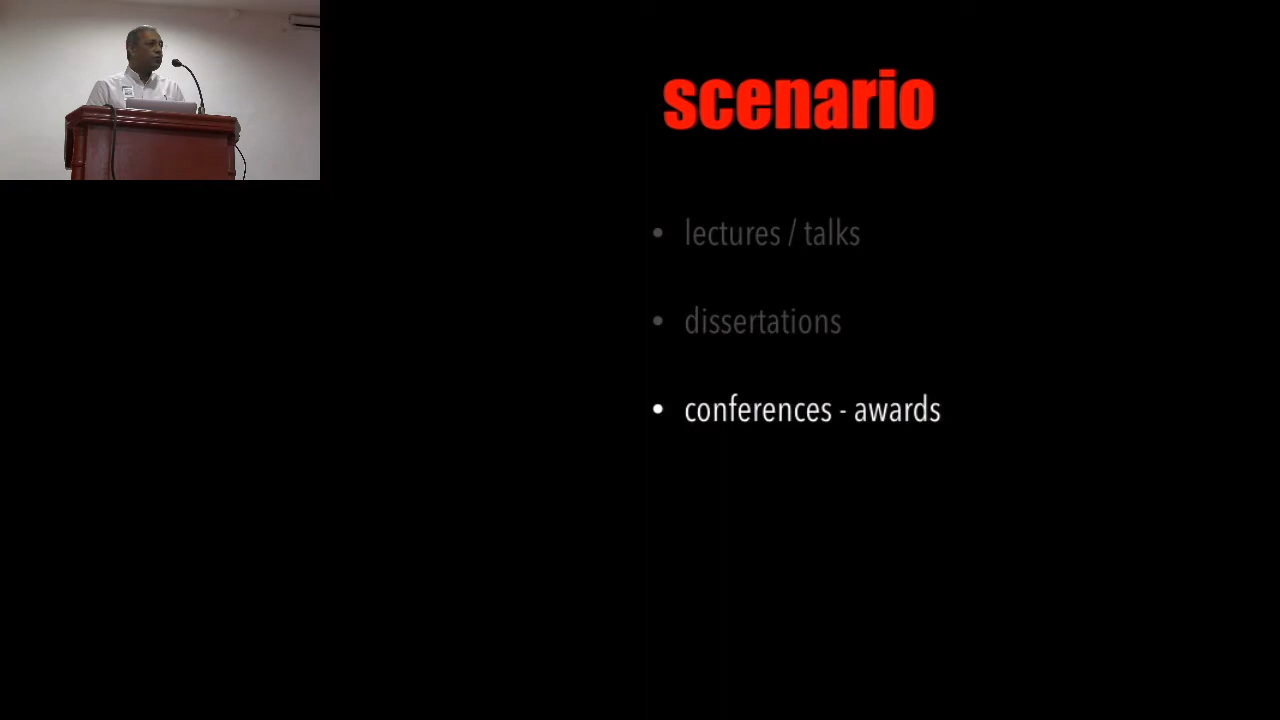 scenario
• lectures / talks
• dissertations
• conferences - awards